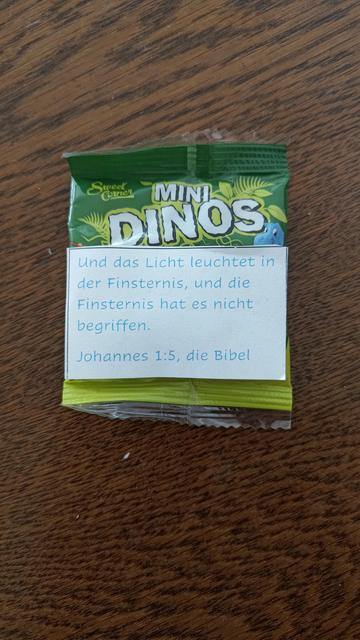 Sweet
Corner
MINI
DINOS
Und das Licht leuchtet in
der Finsternis, und die
Finsternis hat es nicht
begriffen.
Johannes 1:5, die Bibel